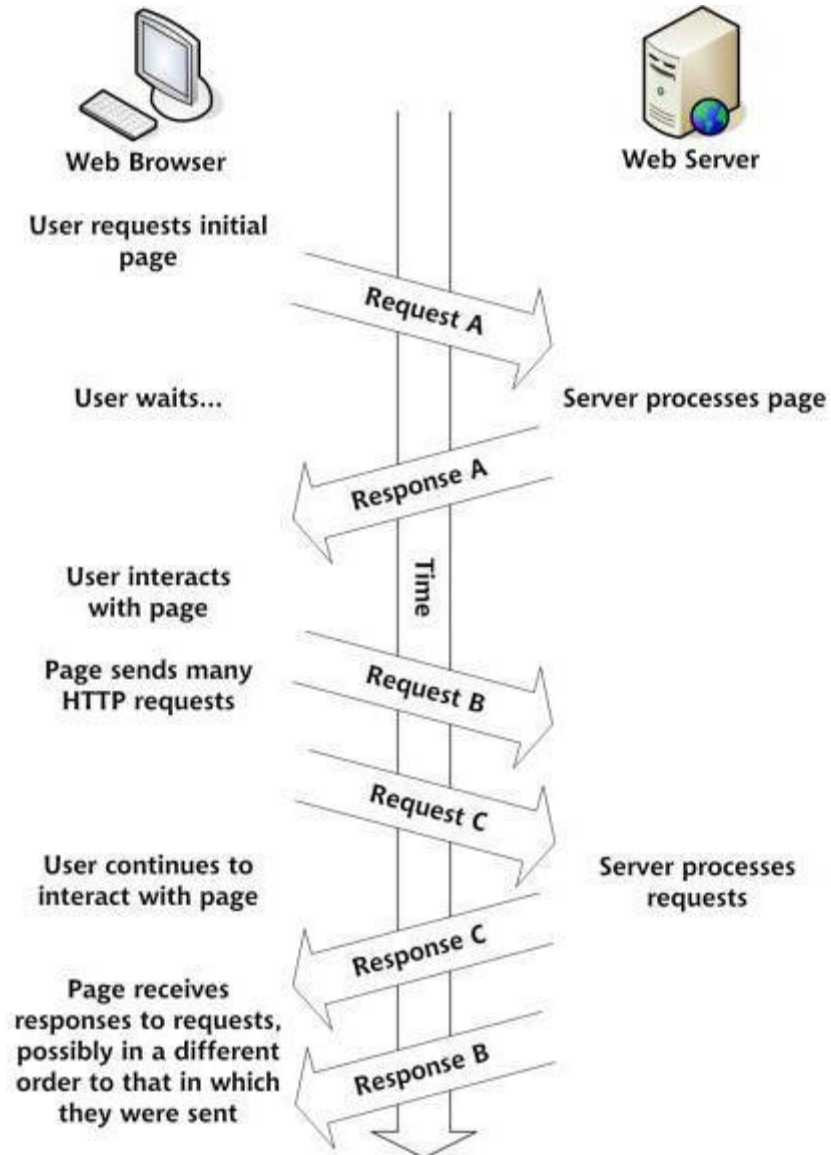 Web Browser
Web Server
User requests initial
page
Request A
User waits...
Server processes page
Response A
Time
User interacts
with page
Page sends many
HTTP requests
Request B
Request C
User continues to
interact with page
Server processes
requests
Response C
Page receives
responses to requests,
possibly in a different
order to that in which
they were sent
Response B